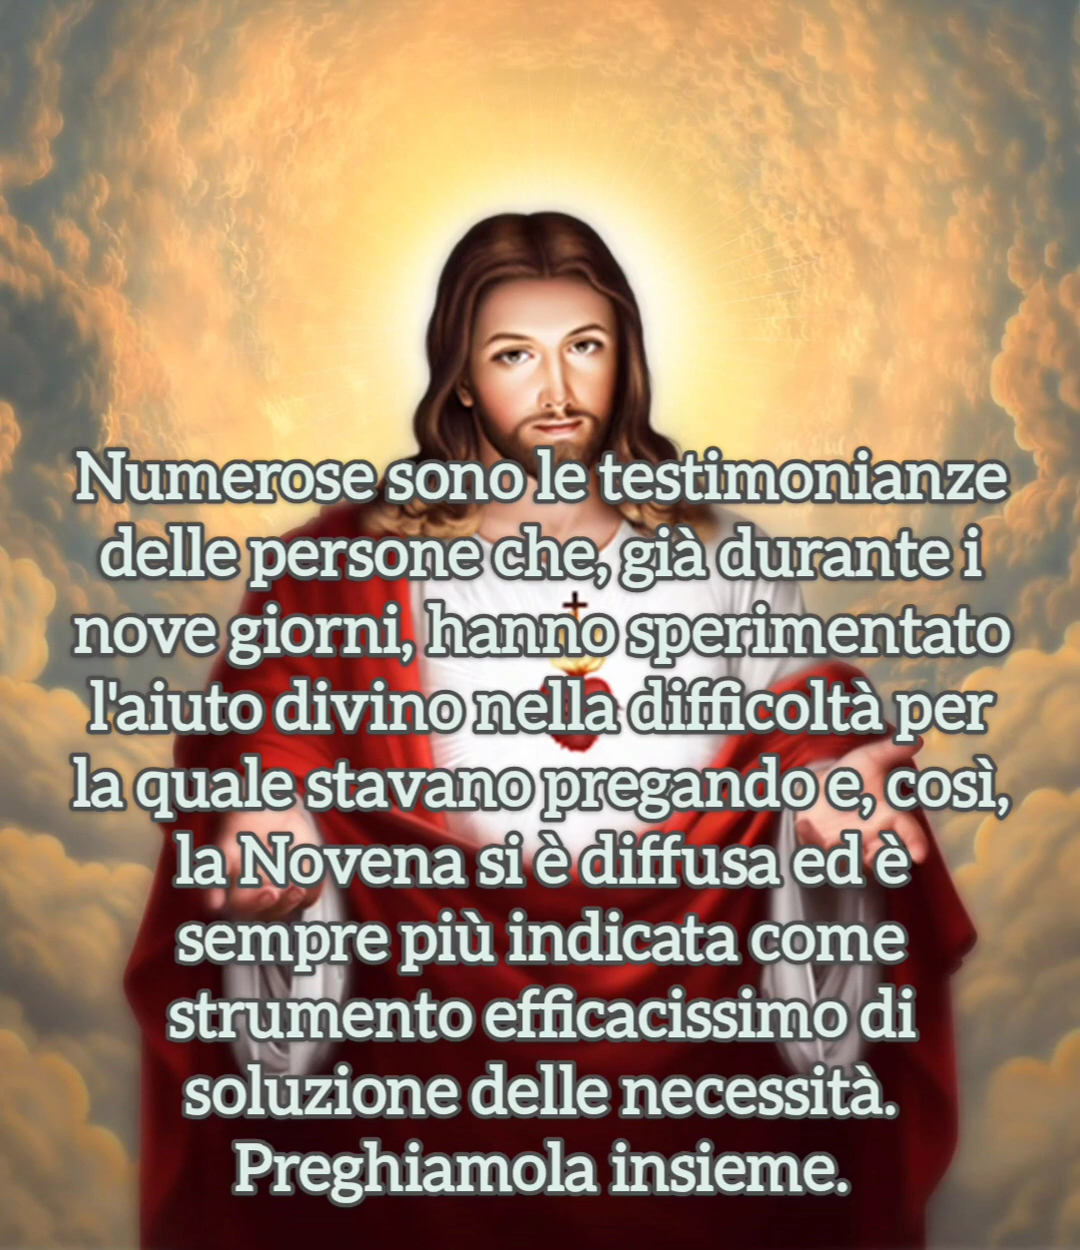 Numerose sono le testimonianze
delle persone che, già durante i
nove giorni, hanno sperimentato
l'aiuto divino nella difficoltà per
la quale stavano pregando e, così,
la Novena si è diffusa ed è
sempre più indicata come
strumento efficacissimo di
soluzione delle necessità.
Preghiamola insieme.